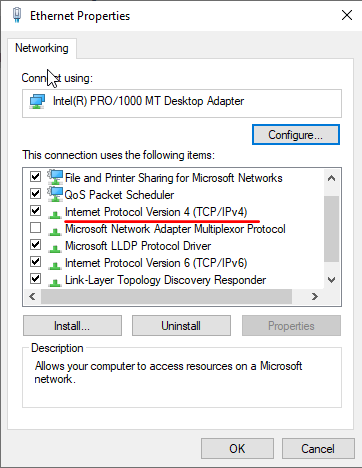 Ethernet Properties
Networking
Connect using:
Intel(R) PRO/1000 MT Desktop Adapter
Configure...
This connection uses the following items:
File and Printer Sharing for Microsoft Networks
QoS Packet Scheduler
Internet Protocol Version 4 (TCP/IPv4)
Microsoft Network Adapter Multiplexor Protocol
Microsoft LLDP Protocol Driver
Internet Protocol Version 6 (TCP/IPv6)
Link-Layer Topology Discovery Responder
Install...
Uninstall
Properties
Description
Allows your computer to access resources on a Microsoft
network.
OK
Cancel